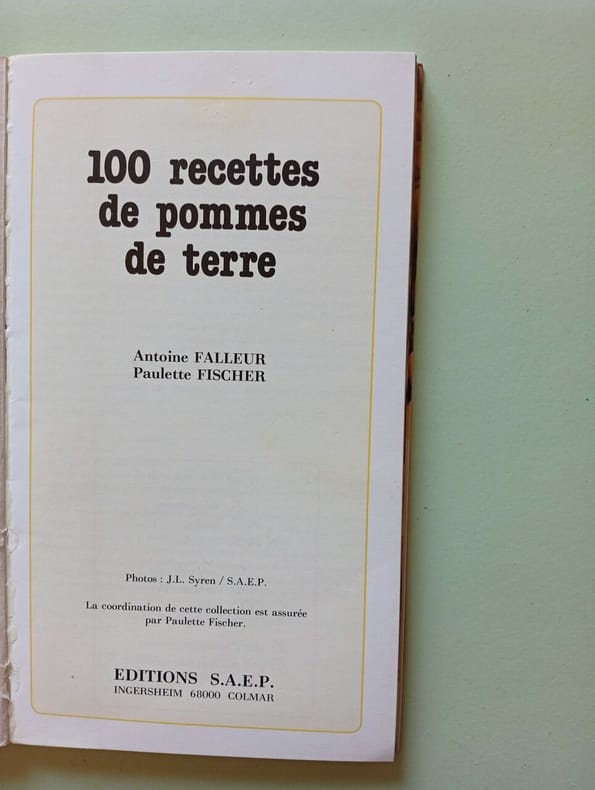 100 recettes
de pommes
de terre
Antoine FALLEUR
Paulette FISCHER
Photos : J.L. Syren / S.A.E.P.
La coordination de cette collection est assurée
par Paulette Fischer.
EDITIONS S.A.E.P.
INGERSHEIM 68000 COLMAR